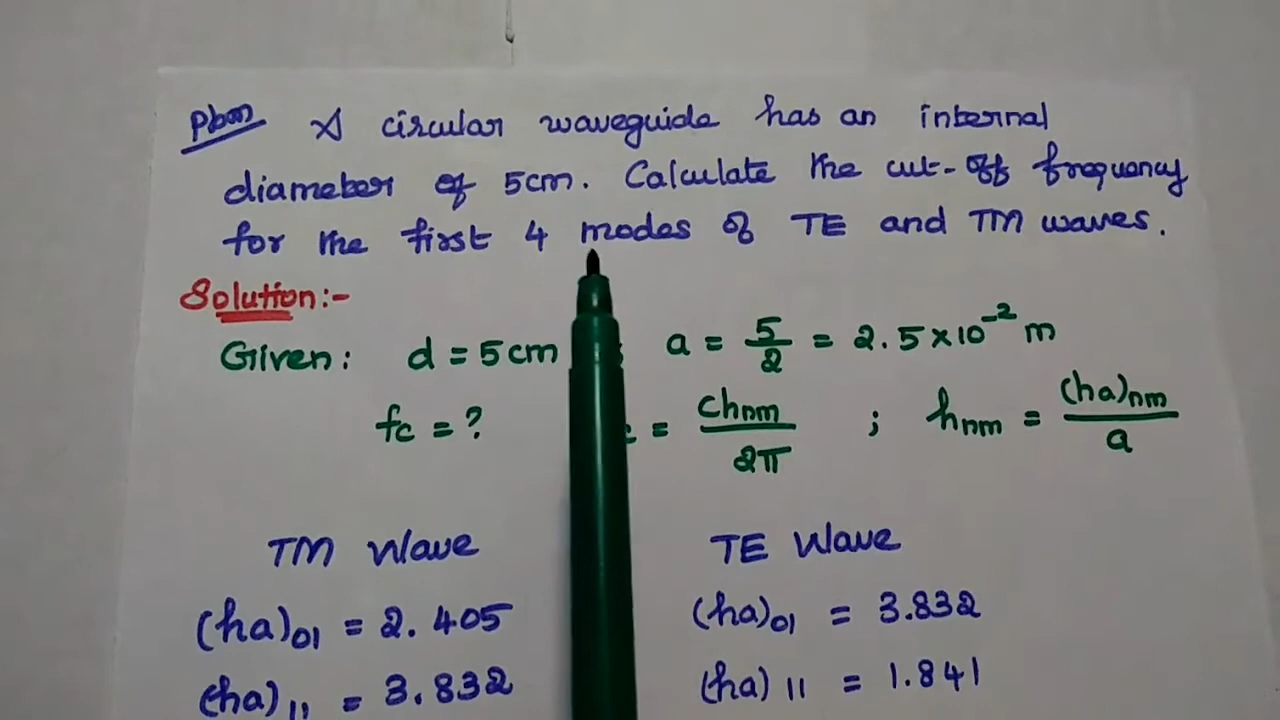 Pbm A circular waveguide has an internal
diameter of 5cm. Calculate the cut-off frequency
for the first 4 modes of TE and TM waves.
Solution:-
Given: d = 5cm ; a = 5/2 = 2.5×10⁻² m
fc = ? = chnm/2π ; hnm = (ha)nm/a
TM Wave TE Wave
(ha)01 = 2.405 (ha)01 = 3.832
(ha)11 = 3.832 (ha)11 = 1.841